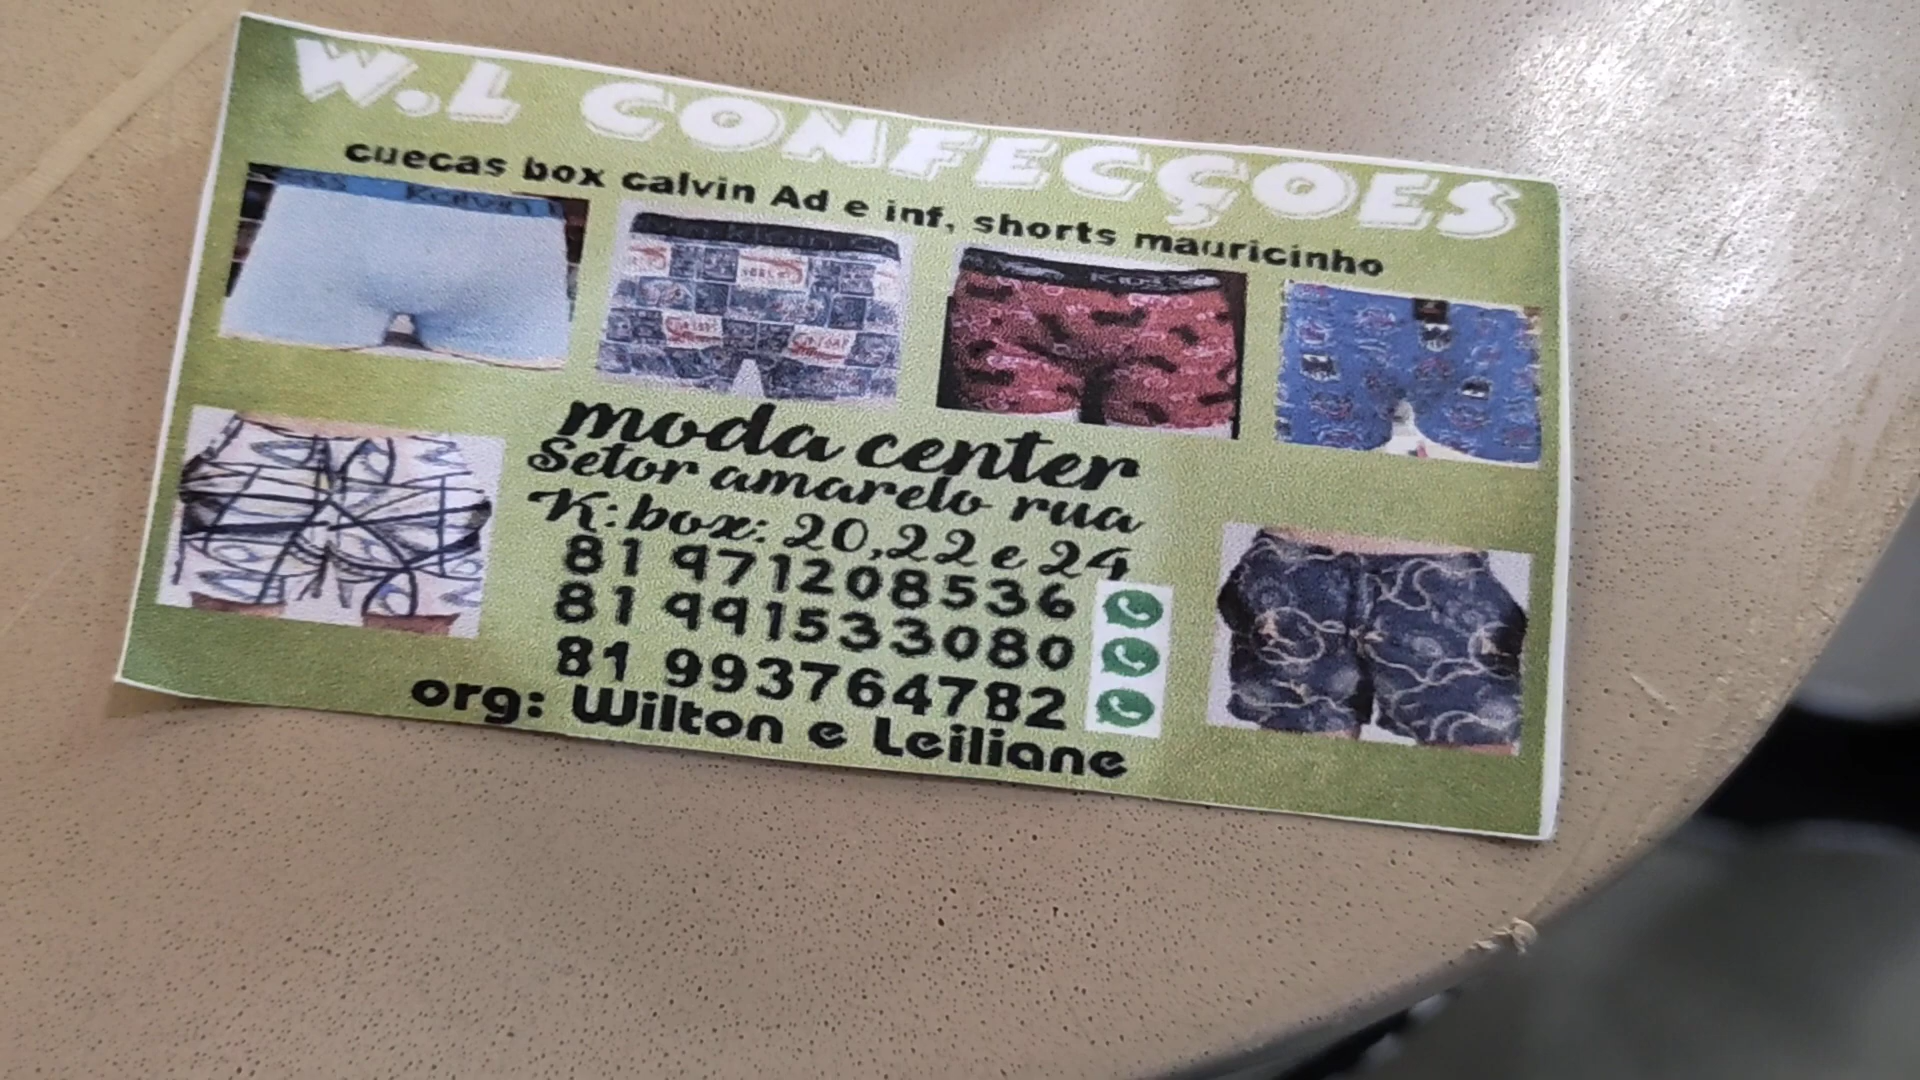 W.L CONFECÇOES
cuecas box calvin Ad e inf, shorts mauricinho
moda center
Setor amarelo rua
K: box: 20,22 e 24
81 971208536
81 991533080
81 993764782
org: Wilton e Leiliane